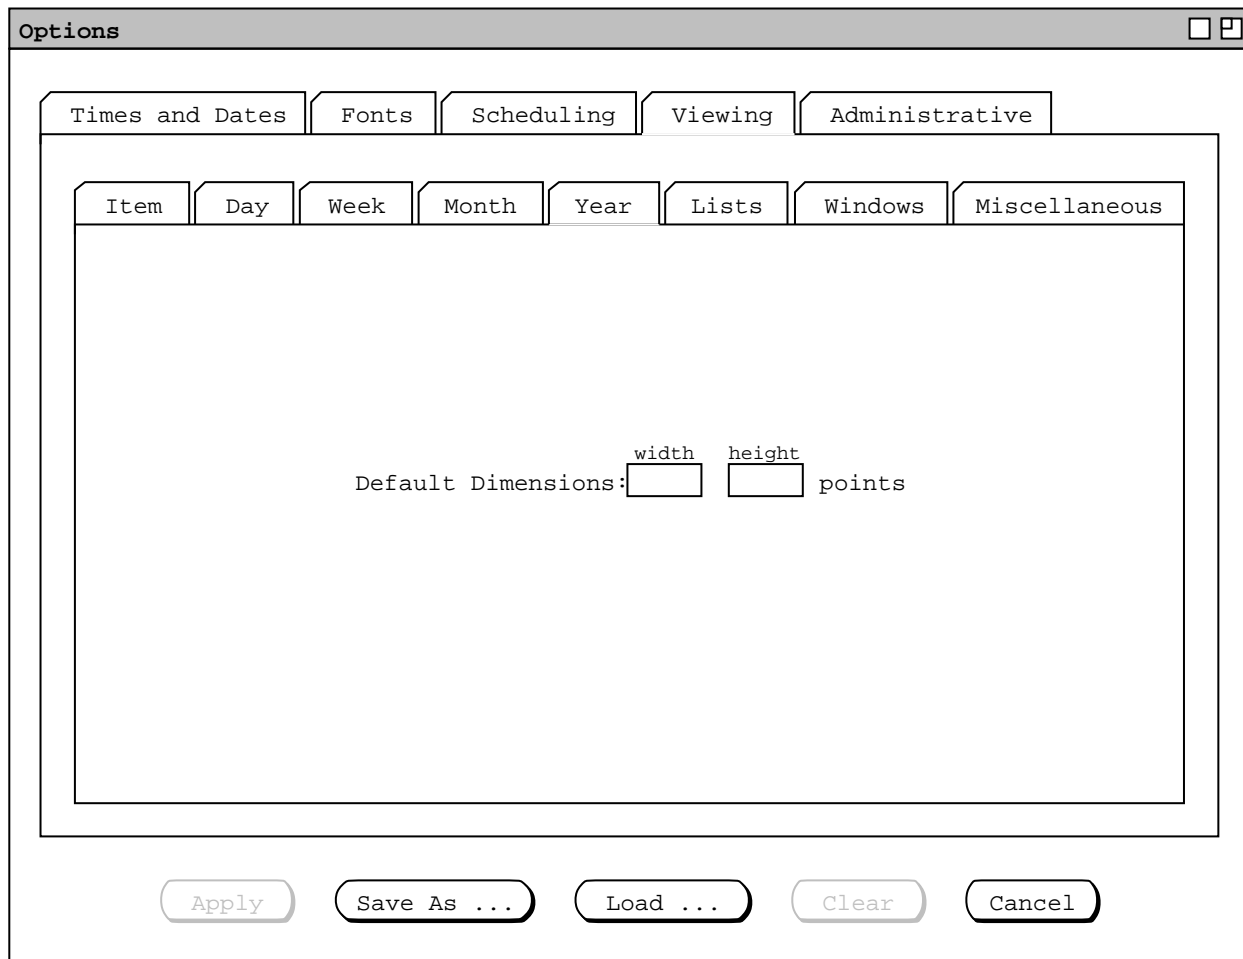 Options
Times and Dates Fonts Scheduling Viewing Administrative
Item Day Week Month Year Lists Windows Miscellaneous
width height
Default Dimensions: points
Apply Save As ... Load ... Clear Cancel